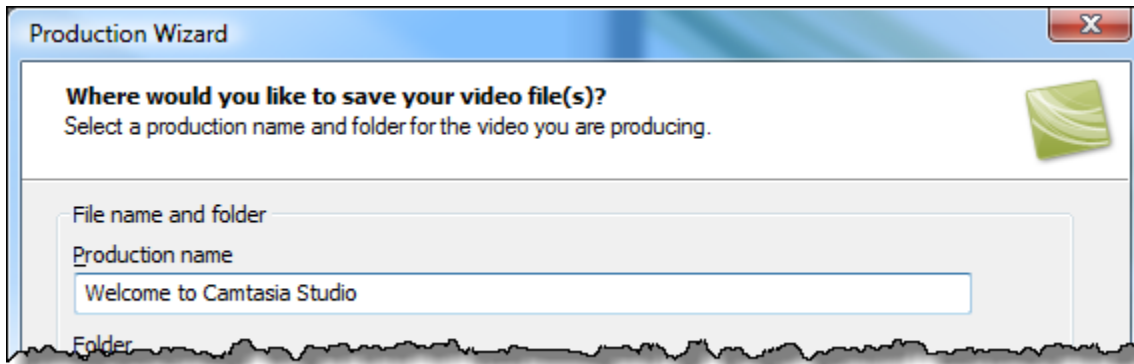 Production Wizard
Where would you like to save your video file(s)?
Select a production name and folder for the video you are producing.
File name and folder
Production name
Welcome to Camtasia Studio
Folder